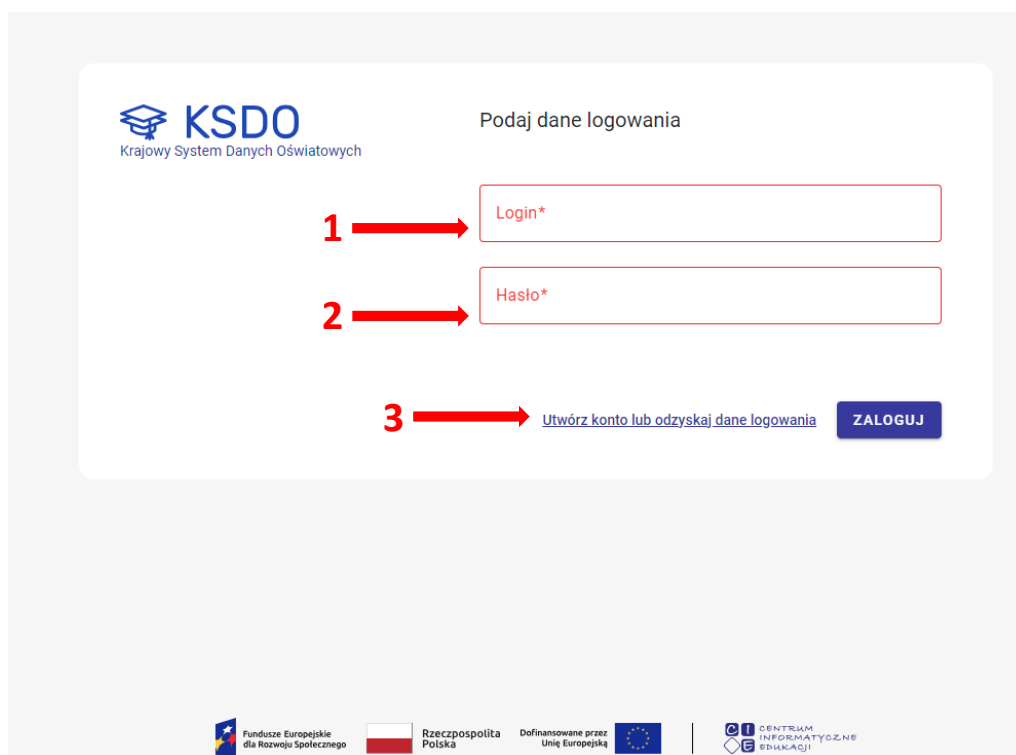 KSDO
Krajowy System Danych Oświatowych
Podaj dane logowania
1
Login*
2
Hasło*
3
Utwórz konto lub odzyskaj dane logowania
ZALOGUJ
Fundusze Europejskie
dla Rozwoju Społecznego
Rzeczpospolita
Polska
Dofinansowane przez
Unię Europejską
CIE
CENTRUM
INFORMATYCZNE
EDUKACJI